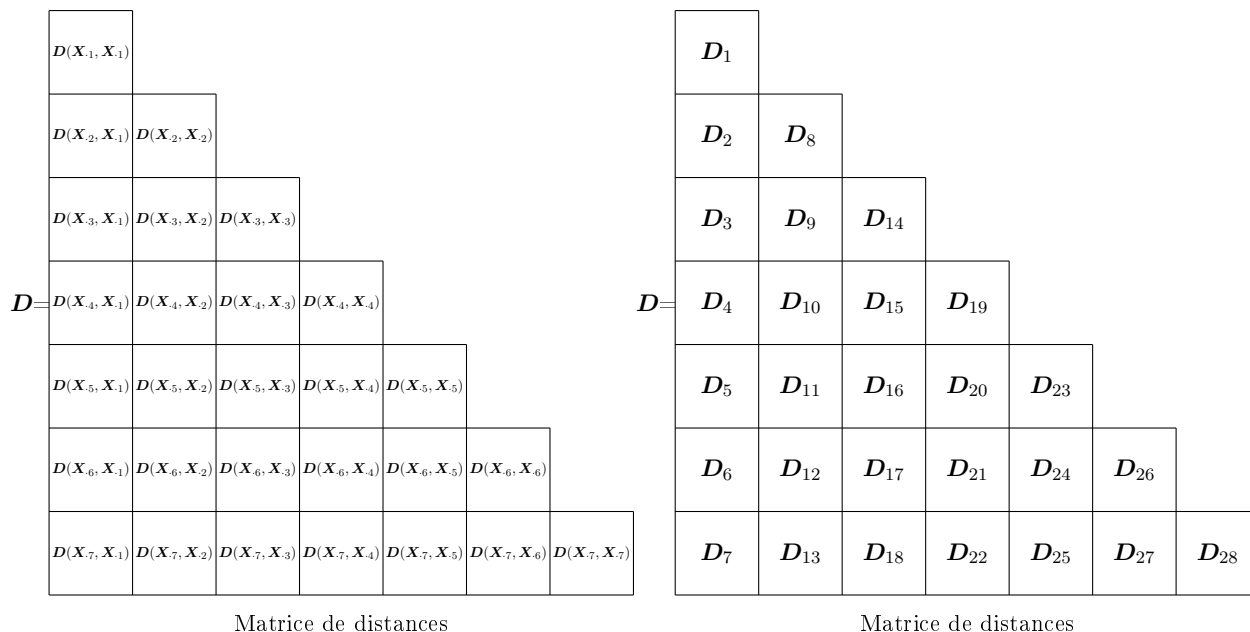 D(X·1, X·1)
D(X·2, X·1) D(X·2, X·2)
D(X·3, X·1) D(X·3, X·2) D(X·3, X·3)
D= D(X·4, X·1) D(X·4, X·2) D(X·4, X·3) D(X·4, X·4)
D(X·5, X·1) D(X·5, X·2) D(X·5, X·3) D(X·5, X·4) D(X·5, X·5)
D(X·6, X·1) D(X·6, X·2) D(X·6, X·3) D(X·6, X·4) D(X·6, X·5) D(X·6, X·6)
D(X·7, X·1) D(X·7, X·2) D(X·7, X·3) D(X·7, X·4) D(X·7, X·5) D(X·7, X·6) D(X·7, X·7)
Matrice de distances
D1
D2 D8
D3 D9 D14
D= D4 D10 D15 D19
D5 D11 D16 D20 D23
D6 D12 D17 D21 D24 D26
D7 D13 D18 D22 D25 D27 D28
Matrice de distances